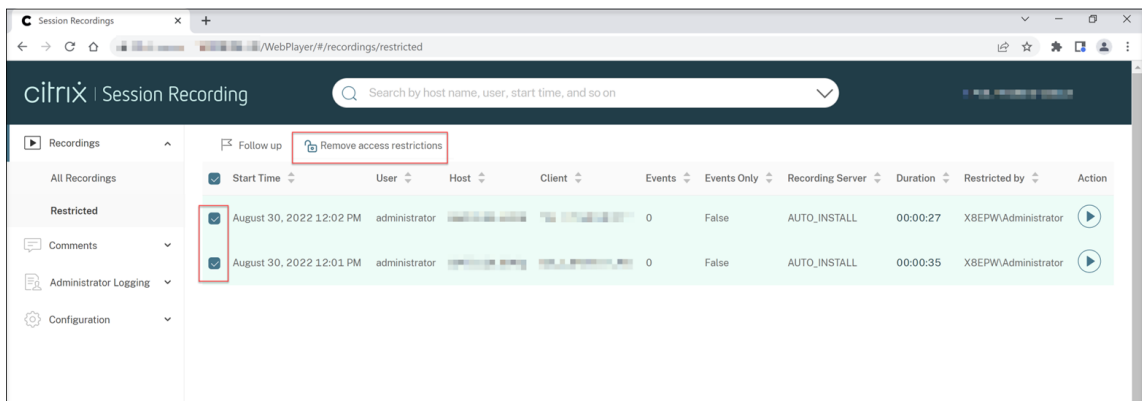 Session Recordings
/WebPlayer/#/recordings/restricted
citrix | Session Recording
Search by host name, user, start time, and so on
Recordings
All Recordings
Restricted
Comments
Administrator Logging
Configuration
Follow up Remove access restrictions
Start Time User Host Client Events Events Only Recording Server Duration Restricted by Action
August 30, 2022 12:02 PM administrator 0 False AUTO_INSTALL 00:00:27 X8EPW\Administrator
August 30, 2022 12:01 PM administrator 0 False AUTO_INSTALL 00:00:35 X8EPW\Administrator